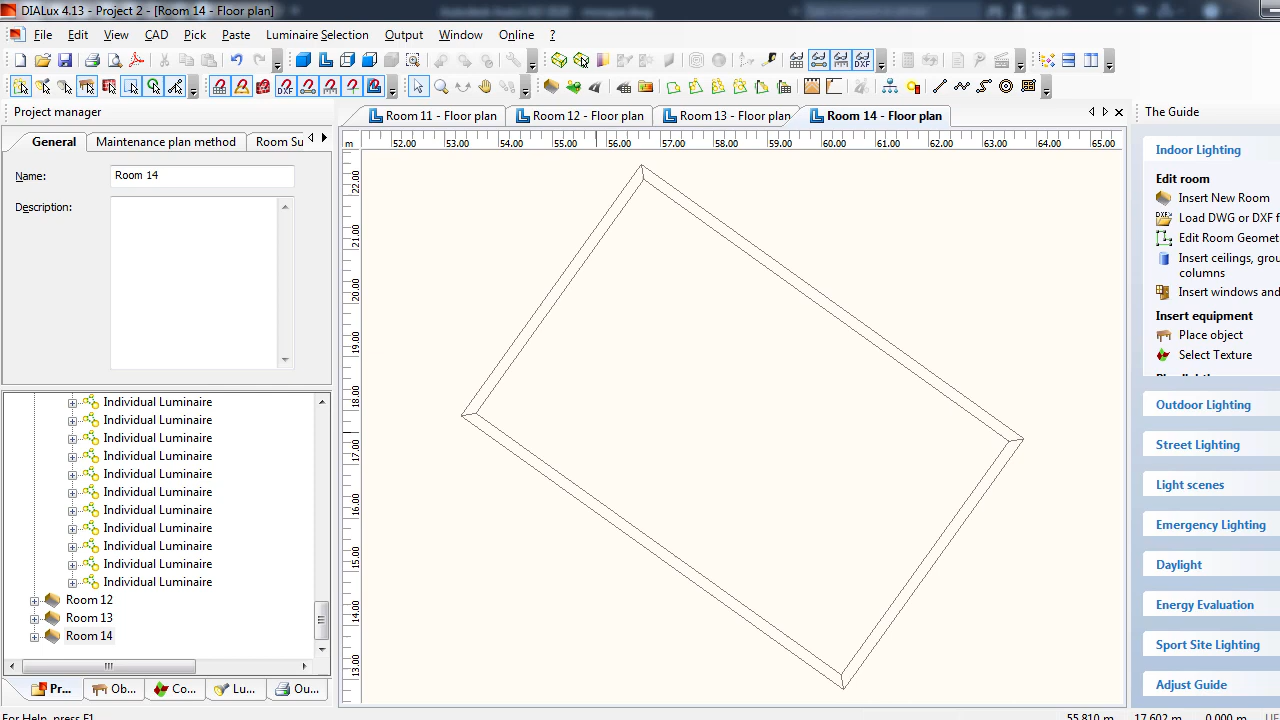 DIALux 4.13 - Project 2 - [Room 14 - Floor plan]
File Edit View CAD Pick Paste Luminaire Selection Output Window Online ?
Project manager
General Maintenance plan method Room Su
Name: Room 14
Description:
Individual Luminaire
Individual Luminaire
Individual Luminaire
Individual Luminaire
Individual Luminaire
Individual Luminaire
Individual Luminaire
Individual Luminaire
Individual Luminaire
Individual Luminaire
Individual Luminaire
Room 12
Room 13
Room 14
Pr... Ob... Co... Lu... Ou...
For Help, press F1
Room 11 - Floor plan Room 12 - Floor plan Room 13 - Floor plan Room 14 - Floor plan
m 52.00 54.00 55.00 56.00 57.00 58.00 59.00 60.00 61.00 62.00 63.00 64.00 65.00
22.00
21.00
20.00
19.00
18.00
17.00
16.00
15.00
14.00
13.00
55.810 m 17.602 m 0.000 m
The Guide
Indoor Lighting
Edit room
Insert New Room
Load DWG or DXF f
Edit Room Geomet
Insert ceilings, grou
columns
Insert windows and
Insert equipment
Place object
Select Texture
Outdoor Lighting
Street Lighting
Light scenes
Emergency Lighting
Daylight
Energy Evaluation
Sport Site Lighting
Adjust Guide